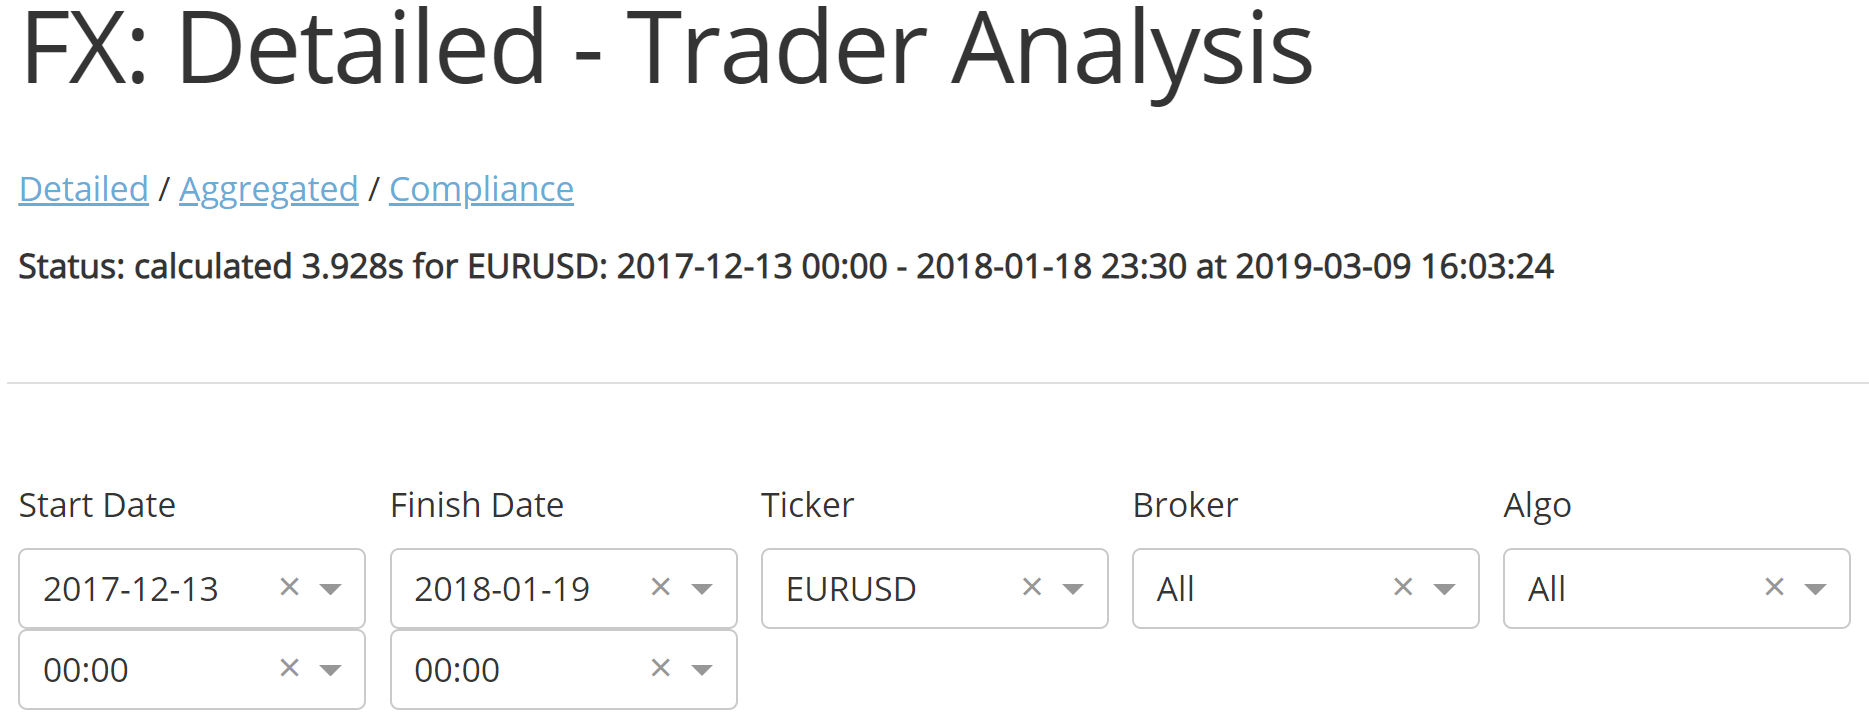 FX: Detailed - Trader Analysis
Detailed / Aggregated / Compliance
Status: calculated 3.928s for EURUSD: 2017-12-13 00:00 - 2018-01-18 23:30 at 2019-03-09 16:03:24
Start Date Finish Date Ticker Broker Algo
2017-12-13 2018-01-19 EURUSD All All
00:00 00:00